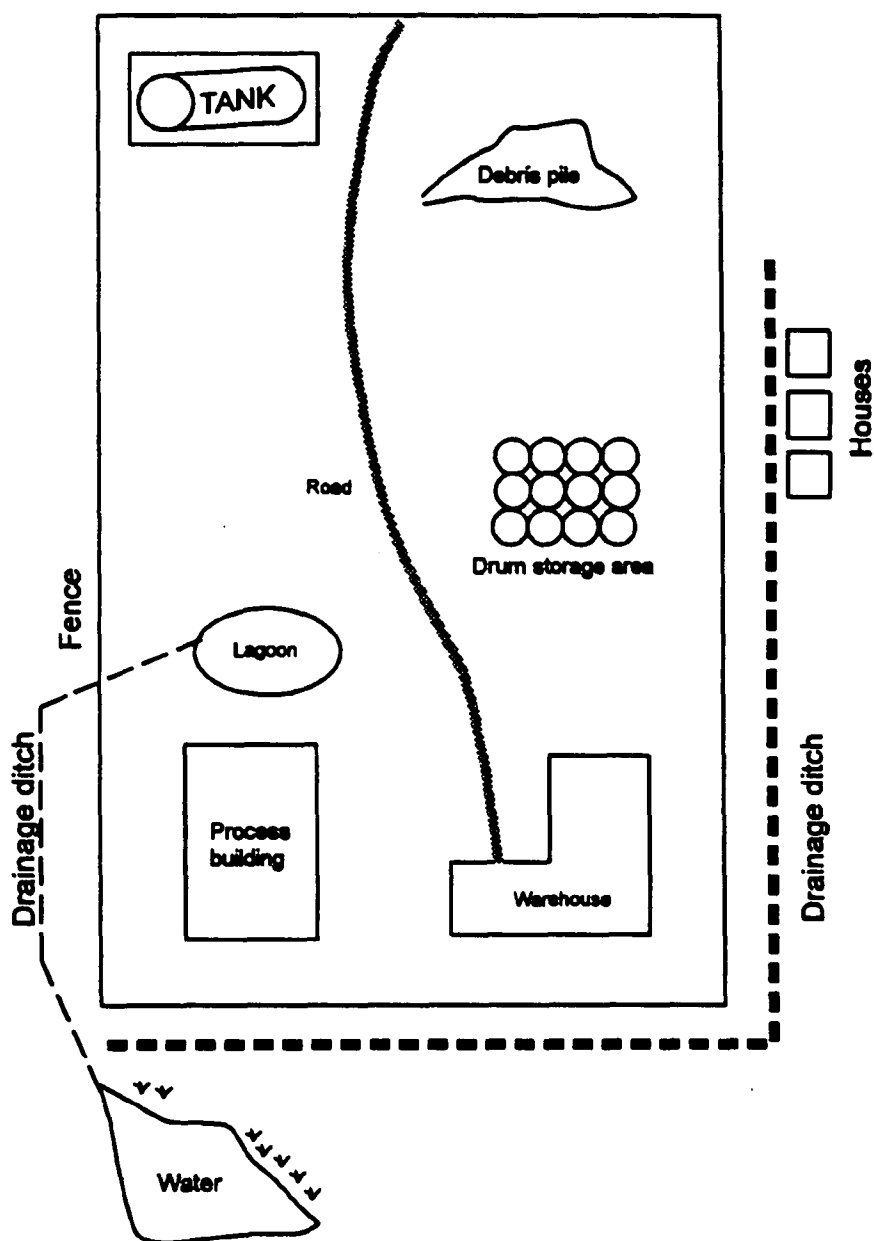 TANK
Debris pile
Houses
Road
Drum storage area
Fence
Lagoon
Drainage ditch
Drainage ditch
Process
building
Warehouse
Water